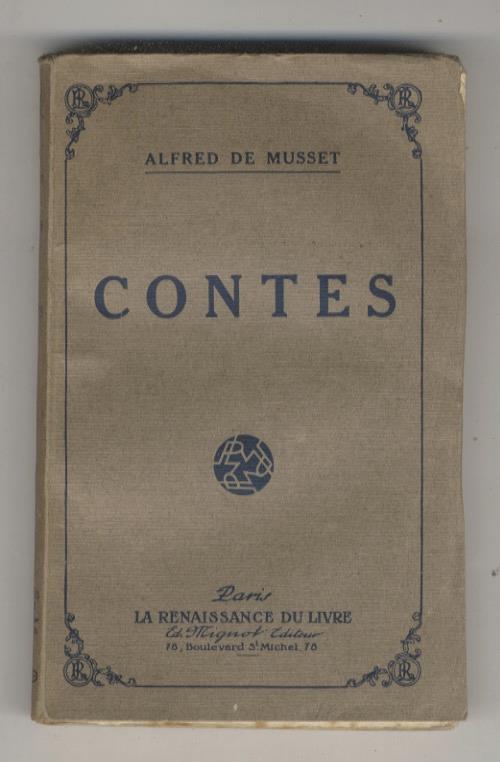 ALFRED DE MUSSET
CONTES
Paris
LA RENAISSANCE DU LIVRE
Ed. Mignot Editeur
78, Boulevard St Michel, 78